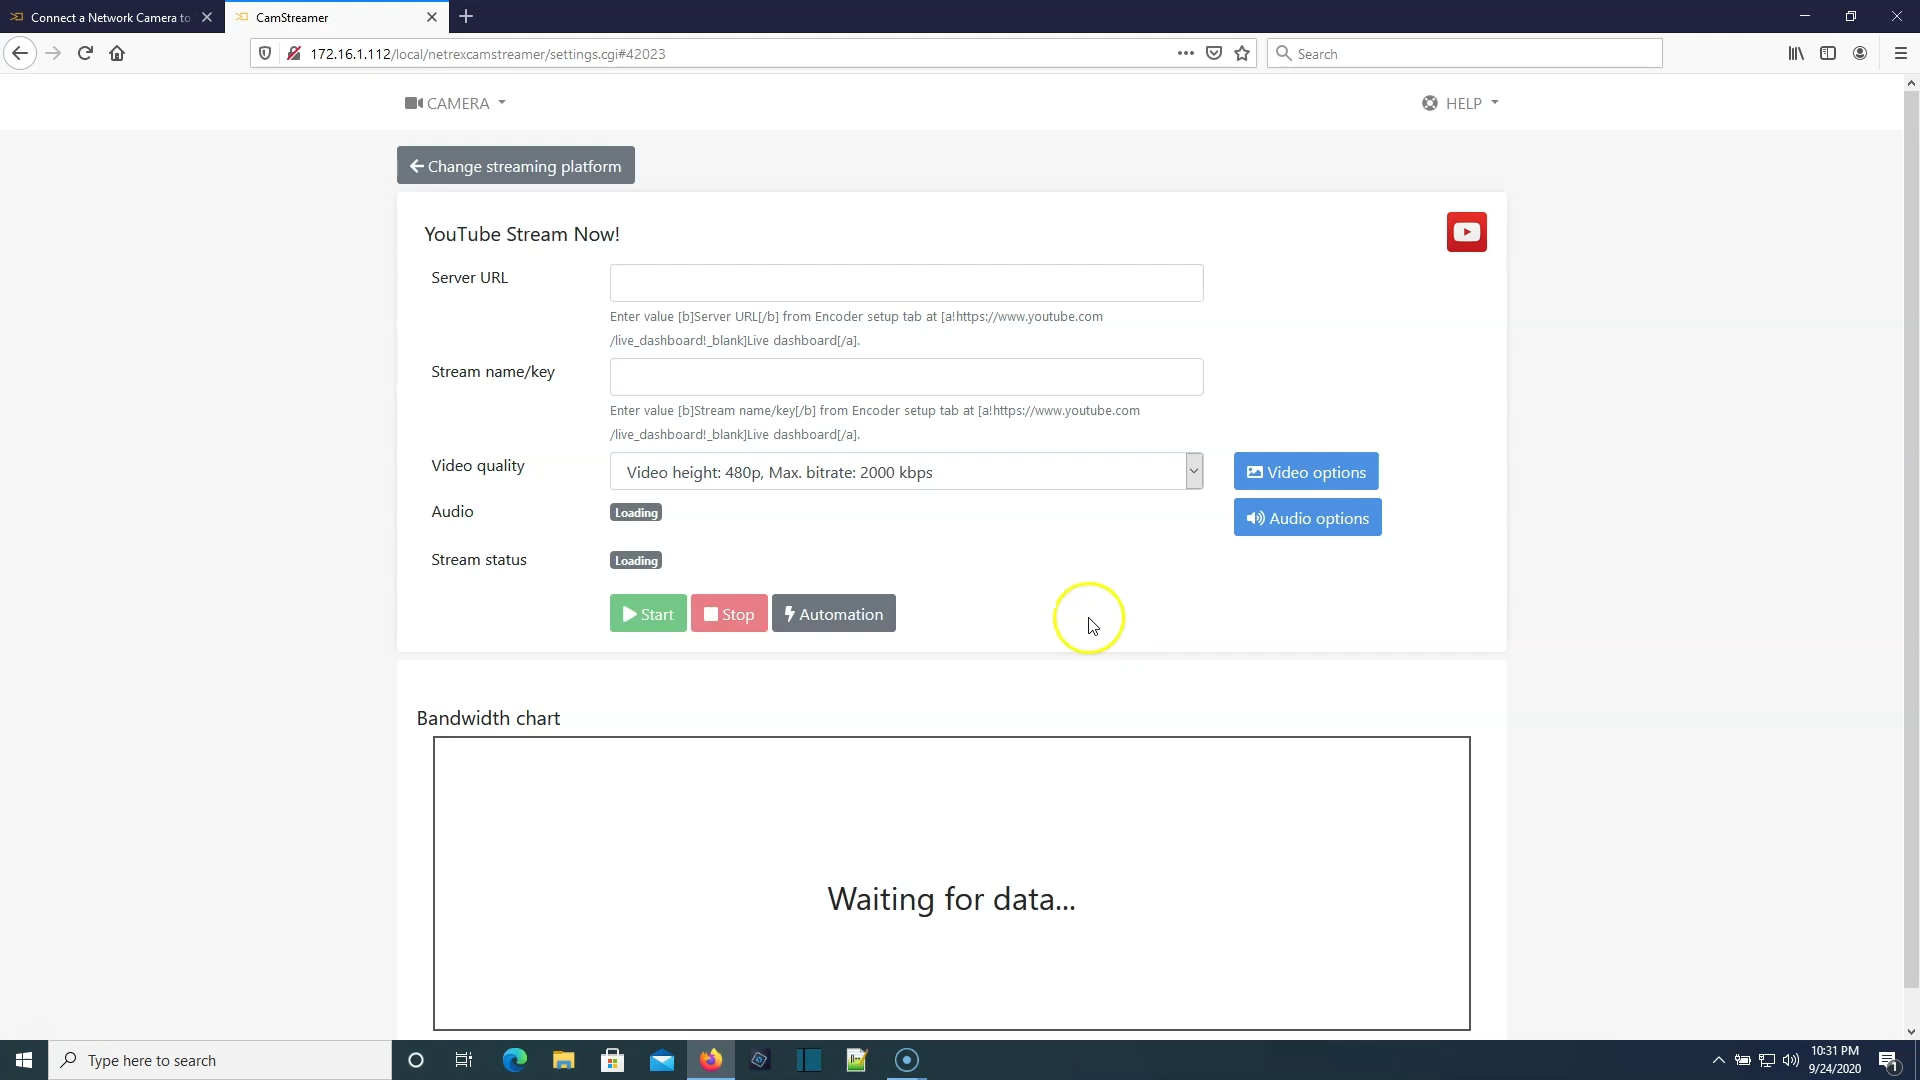 Connect a Network Camera to
CamStreamer
172.16.1.112/local/netrexcamstreamer/settings.cgi#42023
Search
CAMERA
HELP
Change streaming platform
YouTube Stream Now!
Server URL
Enter value [b]Server URL[/b] from Encoder setup tab at [a!https://www.youtube.com
/live_dashboard!_blank]Live dashboard[/a].
Stream name/key
Enter value [b]Stream name/key[/b] from Encoder setup tab at [a!https://www.youtube.com
/live_dashboard!_blank]Live dashboard[/a].
Video quality
Video height: 480p, Max. bitrate: 2000 kbps
Video options
Audio
Loading
Audio options
Stream status
Loading
Start
Stop
Automation
Bandwidth chart
Waiting for data...
Type here to search
10:31 PM
9/24/2020
1